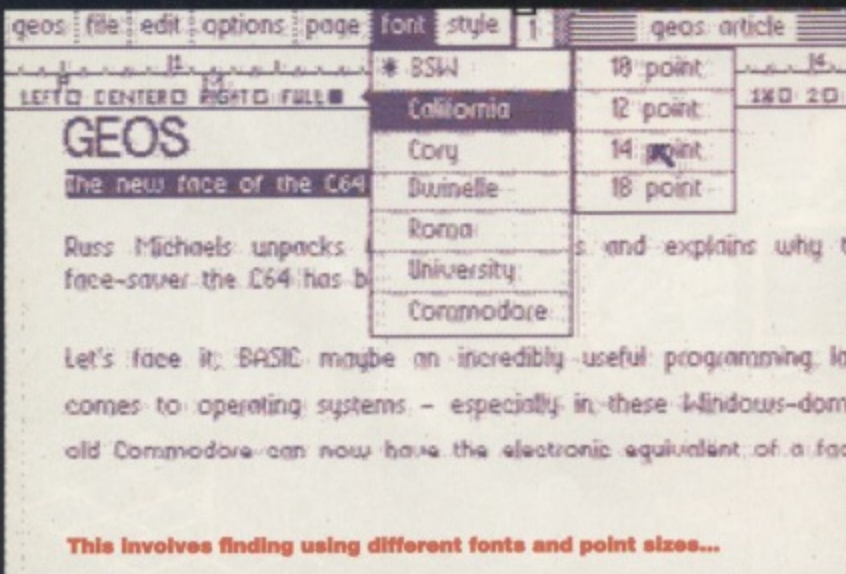 geos file edit options page font style 1 geos article
* BSW 10 point
LEFT CENTER RIGHT FULL
California 12 point
GEOS
Cory 14 point
The new face of the C64
Dwinelle 18 point
Roma
Russ Michaels unpacks s and explains why t
University
face-saver the C64 has b
Commodore
Let's face it, BASIC maybe an incredibly useful programming la
comes to operating systems – especially in these Windows-dom
old Commodore can now have the electronic equivalent of a fac
This involves finding using different fonts and point sizes...